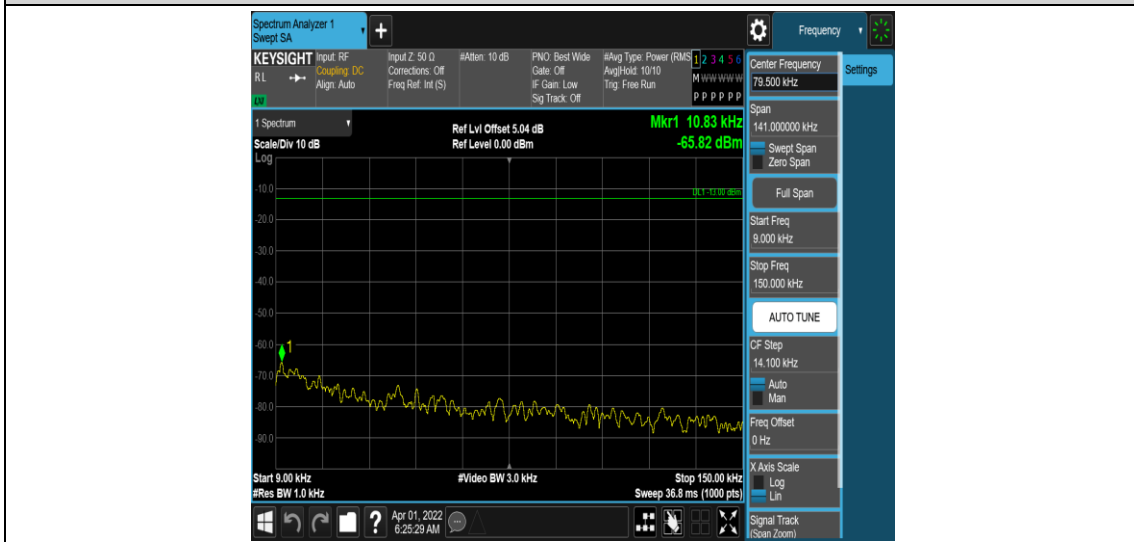 Spectrum Analyzer 1
Swept SA
+
Frequency
KEYSIGHT
RL
LXI
Input: RF
Coupling: DC
Align: Auto
Input Z: 50 Ω
Corrections: Off
Freq Ref: Int (S)
#Atten: 10 dB
PNO: Best Wide
Gate: Off
IF Gain: Low
Sig Track: Off
#Avg Type: Power (RMS
Avg|Hold: 10/10
Trig: Free Run
1 2 3 4 5 6
M W W W W W
P P P P P P
1 Spectrum
Scale/Div 10 dB
Log
Ref Lvl Offset 5.04 dB
Ref Level 0.00 dBm
Mkr1 10.83 kHz
-65.82 dBm
DL1 -13.00 dBm
-10.0
-20.0
-30.0
-40.0
-50.0
-60.0
1
-70.0
-80.0
-90.0
Start 9.00 kHz
#Video BW 3.0 kHz
Stop 150.00 kHz
#Res BW 1.0 kHz
Sweep 36.8 ms (1000 pts)
?
Apr 01, 2022
6:25:29 AM
Center Frequency
79.500 kHz
Settings
Span
141.000000 kHz
Swept Span
Zero Span
Full Span
Start Freq
9.000 kHz
Stop Freq
150.000 kHz
AUTO TUNE
CF Step
14.100 kHz
Auto
Man
Freq Offset
0 Hz
X Axis Scale
Log
Lin
Signal Track
(Span Zoom)